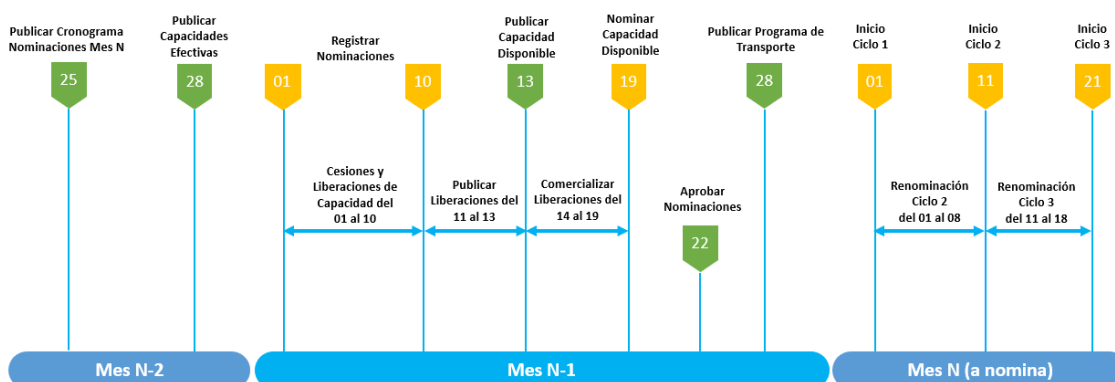 Publicar Cronograma
Nominaciones Mes N
25
Publicar
Capacidades
Efectivas
28
Registrar
Nominaciones
01
10
Publicar
Capacidad
Disponible
13
Nominar
Capacidad
Disponible
19
Publicar Programa de
Transporte
28
Inicio
Ciclo 1
01
Inicio
Ciclo 2
11
Inicio
Ciclo 3
21
Cesiones y
Liberaciones de
Capacidad del
01 al 10
Publicar
Liberaciones del
11 al 13
Comercializar
Liberaciones del
14 al 19
Aprobar
Nominaciones
22
Renominación
Ciclo 2
del 01 al 08
Renominación
Ciclo 3
del 11 al 18
Mes N-2
Mes N-1
Mes N (a nomina)